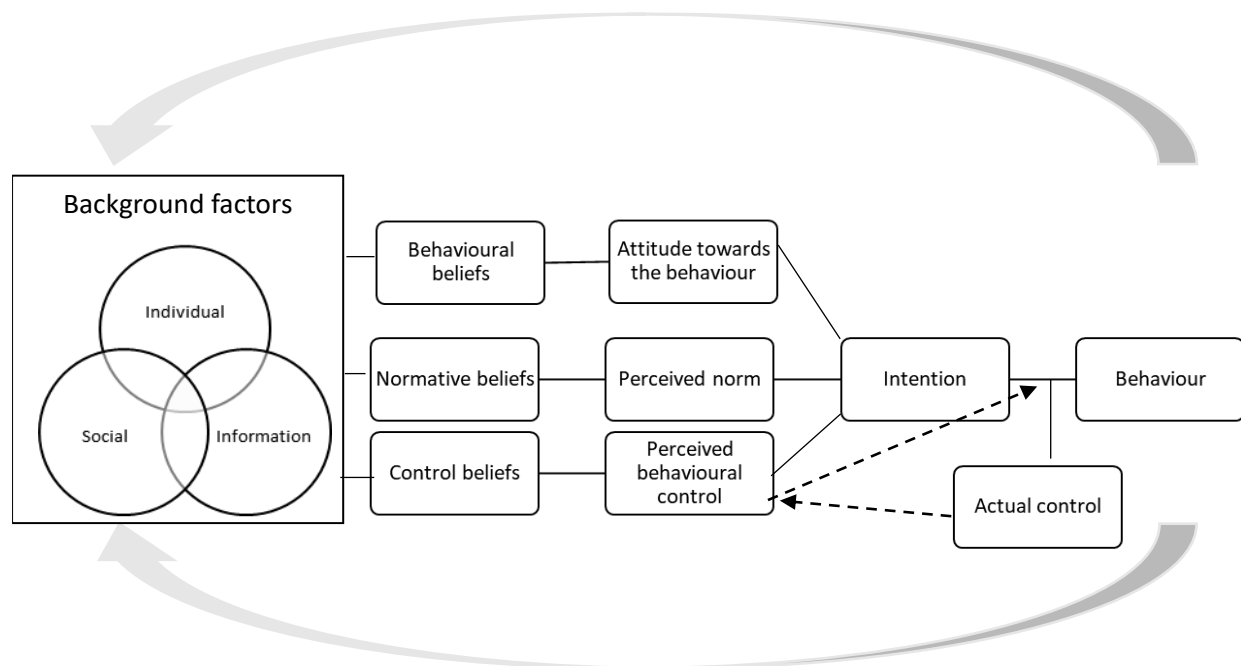 Background factors
Individual
Social
Information
Behavioural
beliefs
Attitude towards
the behaviour
Normative beliefs
Perceived norm
Intention
Behaviour
Control beliefs
Perceived
behavioural
control
Actual control